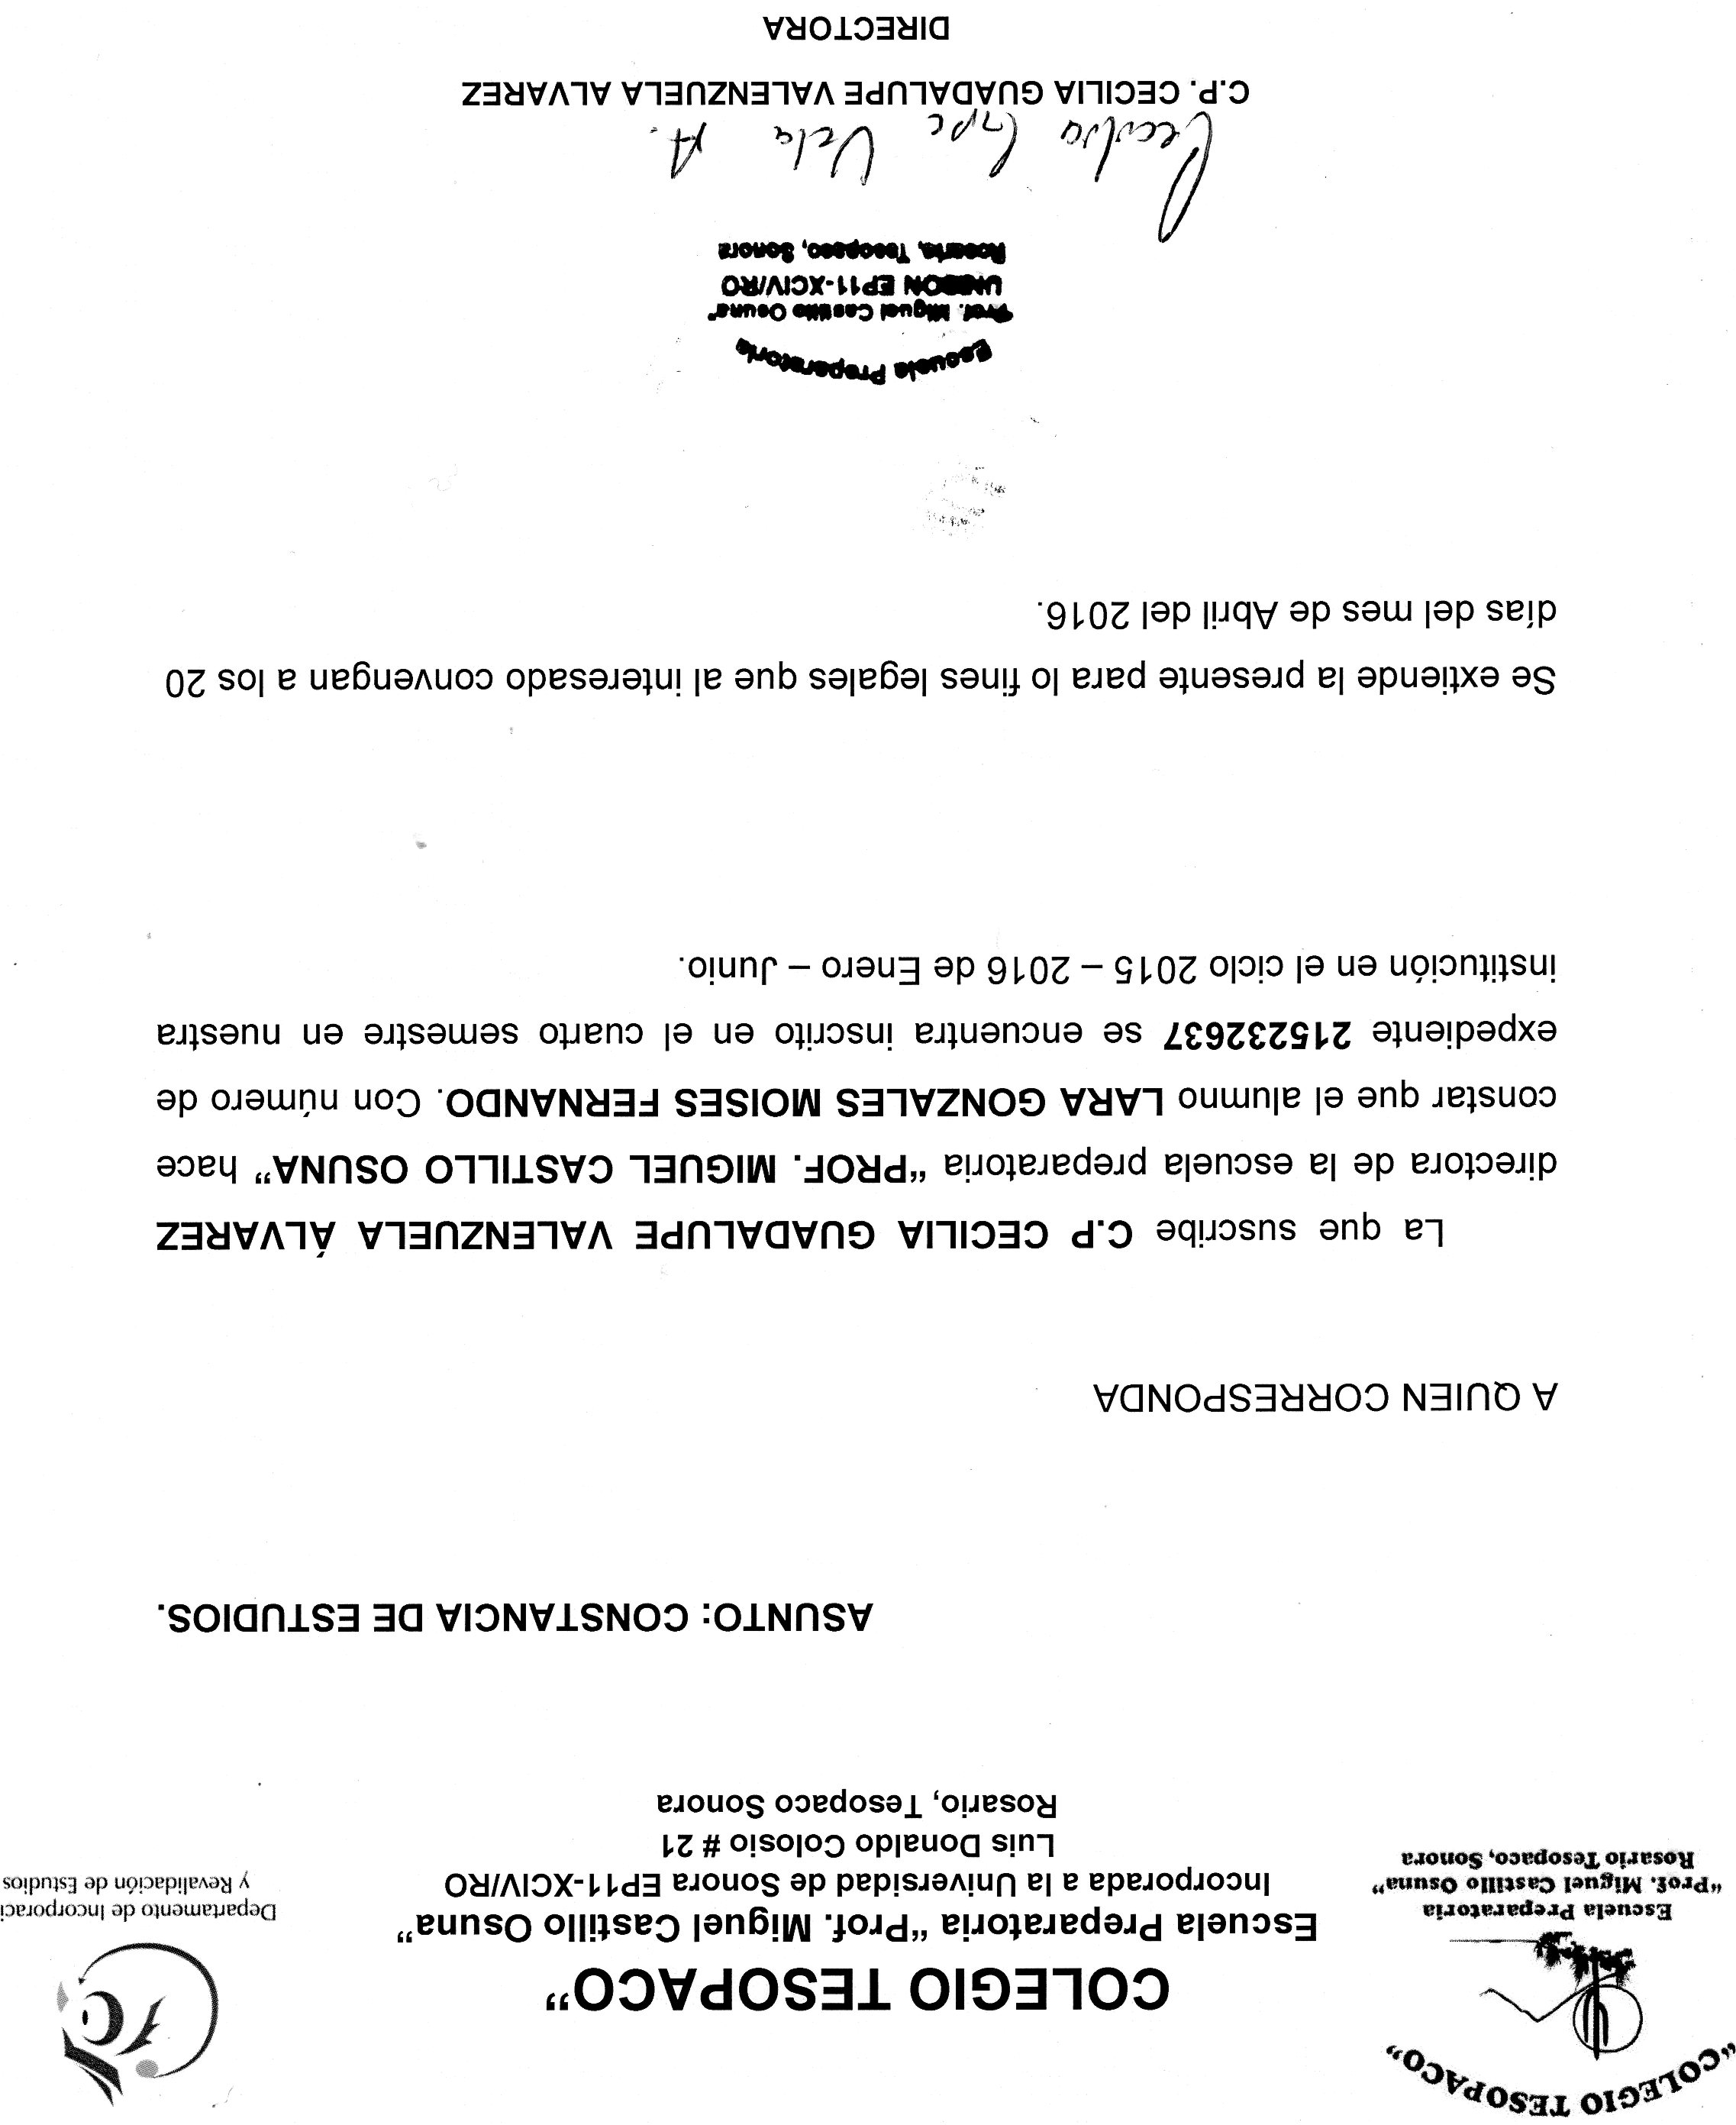 “COLEGIO TESOPACO”
Escuela Preparatoria
“Prof. Miguel Castillo Osuna”
Rosario Tesopaco, Sonora
COLEGIO TESOPACO”
Escuela Preparatoria “Prof. Miguel Castillo Osuna”
Incorporada a la Universidad de Sonora EP11-XCIV/RO
Luis Donaldo Colosio # 21
Rosario, Tesopaco Sonora
Departamento de Incorporaci
y Revalidación de Estudios
ASUNTO: CONSTANCIA DE ESTUDIOS.
A QUIEN CORRESPONDA
La que suscribe C.P CECILIA GUADALUPE VALENZUELA ÁLVAREZ
directora de la escuela preparatoria “PROF. MIGUEL CASTILLO OSUNA” hace
constar que el alumno LARA GONZALES MOISES FERNANDO. Con número de
expediente 215232637 se encuentra inscrito en el cuarto semestre en nuestra
institución en el ciclo 2015 – 2016 de Enero – Junio.
Se extiende la presente para lo fines legales que al interesado convengan a los 20
días del mes de Abril del 2016.
Escuela Preparatoria
"Prof. Miguel Castillo Osuna"
UNISON EP11-XCIV/RO
Rosario, Tesopaco, Sonora
Cecilia Gpe Vela A.
C.P. CECILIA GUADALUPE VALENZUELA ALVAREZ
DIRECTORA